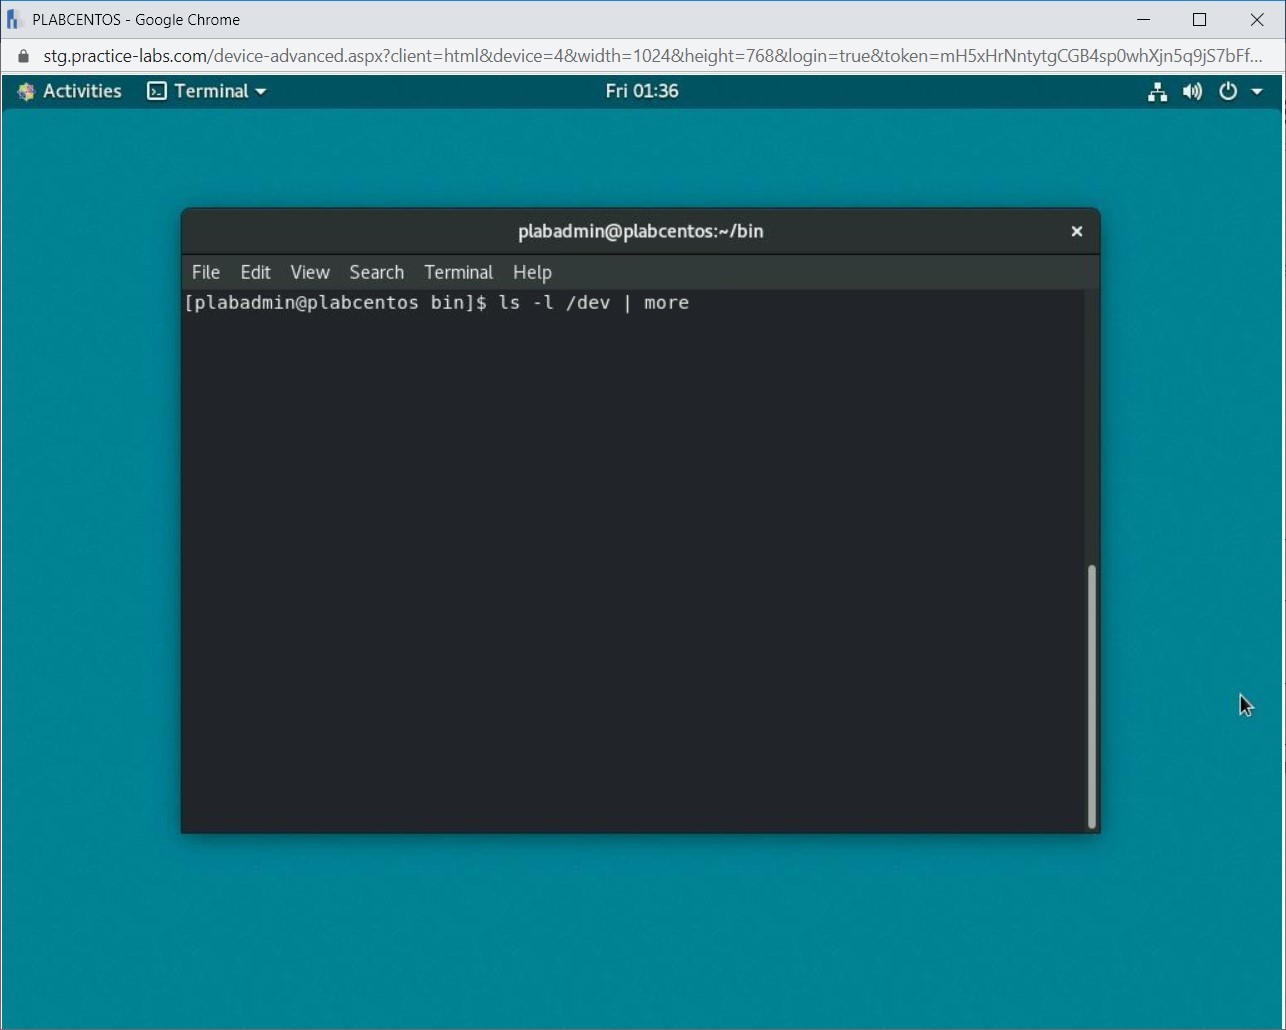 PLABCENTOS - Google Chrome
stg.practice-labs.com/device-advanced.aspx?client=html&device=4&width=1024&height=768&login=true&token=mH5xHrNntytgCGB4sp0whXjn5q9jS7bFf...
Activities Terminal Fri 01:36
plabadmin@plabcentos:~/bin
File Edit View Search Terminal Help
[plabadmin@plabcentos bin]$ ls -l /dev | more